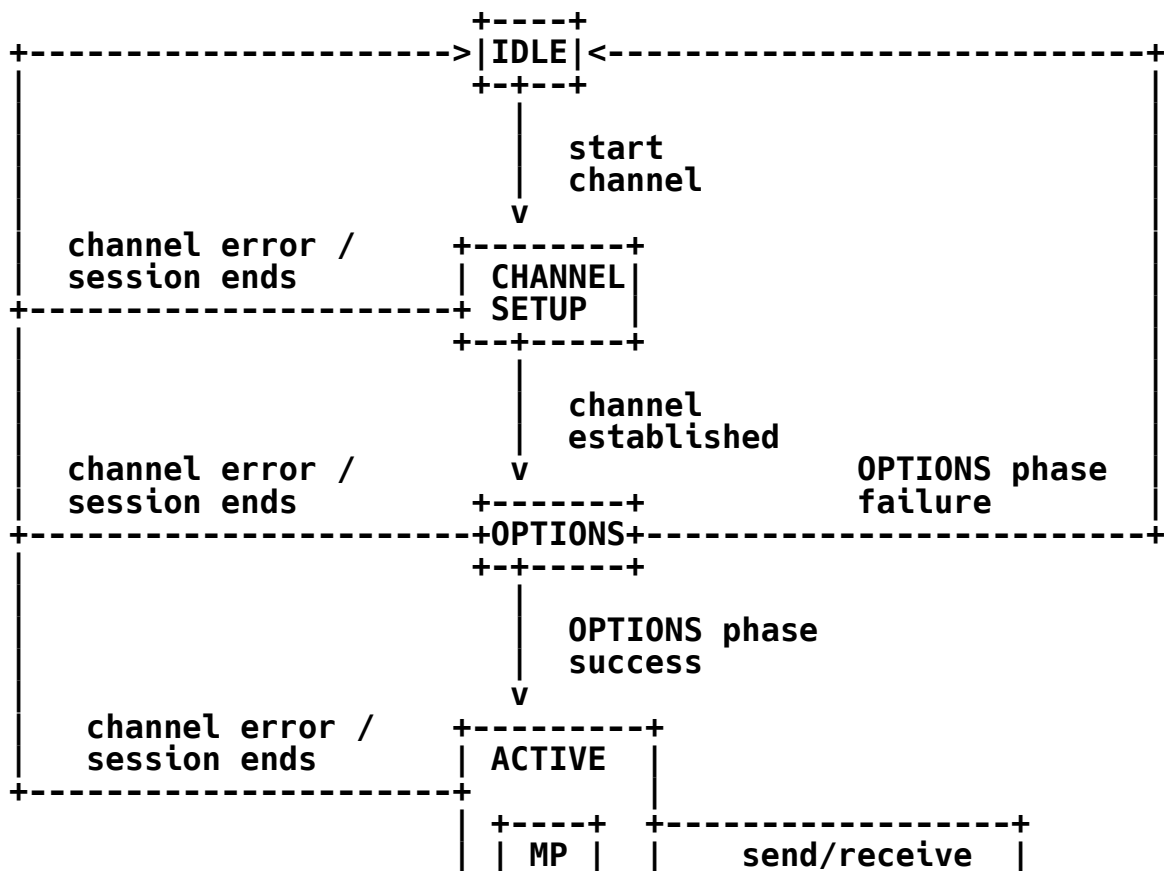 IDLE
start
channel
channel error /
session ends
CHANNEL
SETUP
channel
established
channel error /
session ends
OPTIONS phase
failure
OPTIONS
OPTIONS phase
success
channel error /
session ends
ACTIVE
MP
send/receive